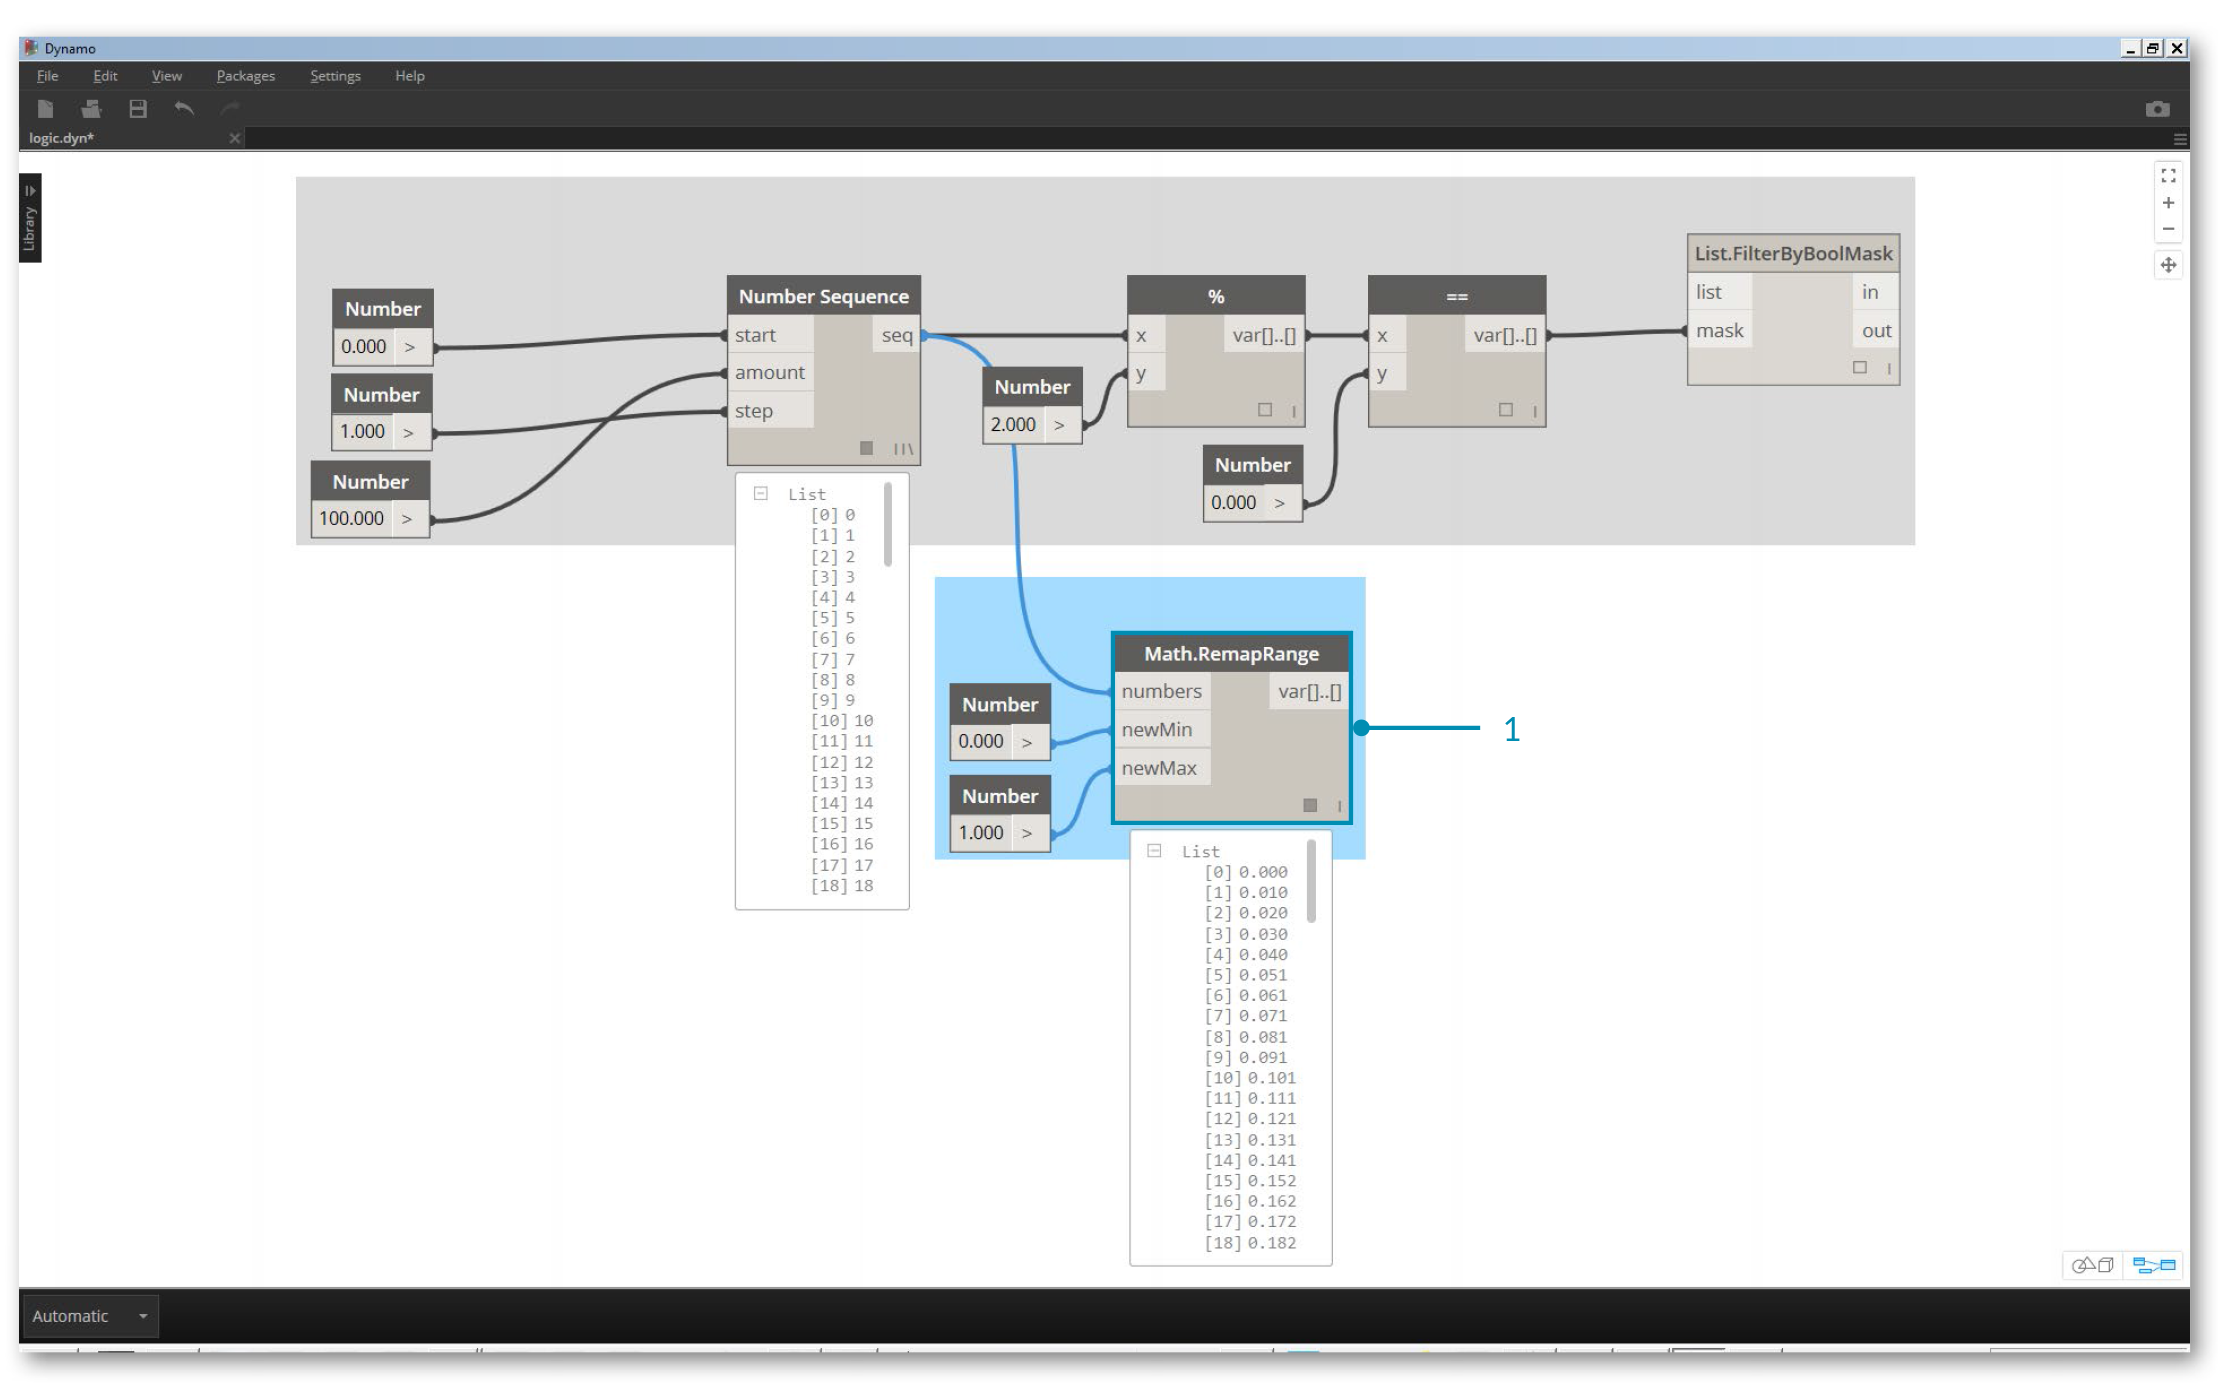 Dynamo
File Edit View Packages Settings Help
logic.dyn*
Library
Number
0.000 >
Number
1.000 >
Number
100.000 >
Number Sequence
start seq
amount
step
List
[0] 0
[1] 1
[2] 2
[3] 3
[4] 4
[5] 5
[6] 6
[7] 7
[8] 8
[9] 9
[10] 10
[11] 11
[12] 12
[13] 13
[14] 14
[15] 15
[16] 16
[17] 17
[18] 18
Number
2.000 >
%
x var[]..[]
y
Number
0.000 >
==
x var[]..[]
y
List.FilterByBoolMask
list in
mask out
Number
0.000 >
Number
1.000 >
Math.RemapRange
numbers var[]..[]
newMin
newMax
1
List
[0] 0.000
[1] 0.010
[2] 0.020
[3] 0.030
[4] 0.040
[5] 0.051
[6] 0.061
[7] 0.071
[8] 0.081
[9] 0.091
[10] 0.101
[11] 0.111
[12] 0.121
[13] 0.131
[14] 0.141
[15] 0.152
[16] 0.162
[17] 0.172
[18] 0.182
Automatic